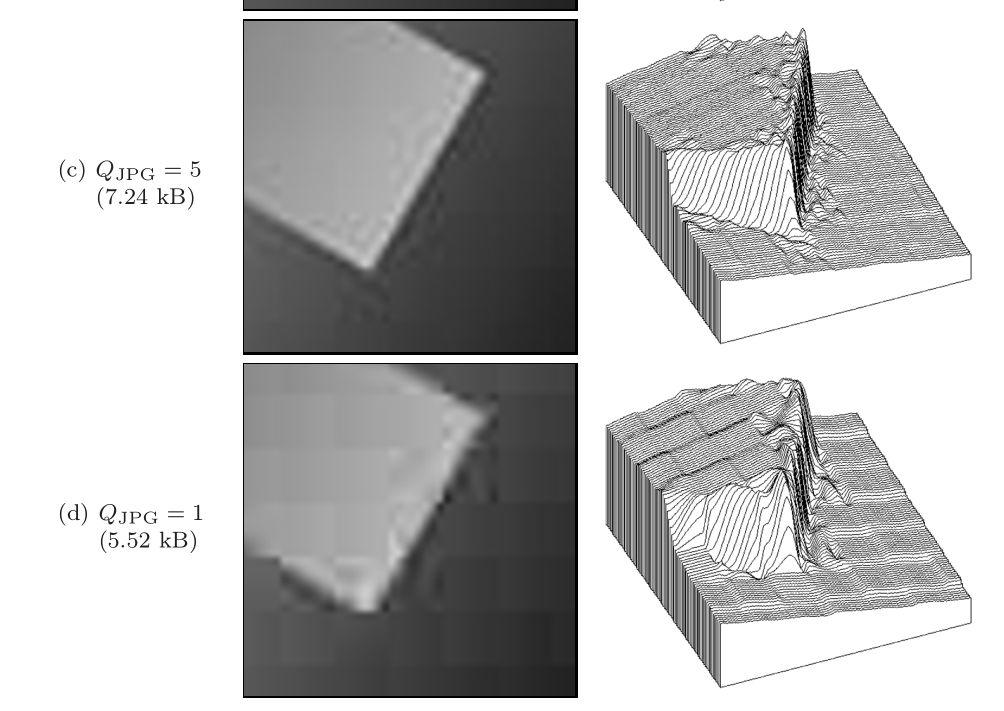 (c) Q_JPG = 5
(7.24 kB)
(d) Q_JPG = 1
(5.52 kB)